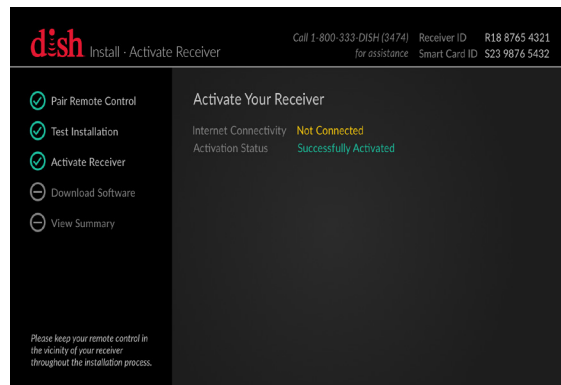 dish Install - Activate Receiver
Call 1-800-333-DISH (3474) Receiver ID R18 8765 4321
for assistance Smart Card ID S23 9876 5432
Pair Remote Control
Test Installation
Activate Receiver
Download Software
View Summary
Activate Your Receiver
Internet Connectivity Not Connected
Activation Status Successfully Activated
Please keep your remote control in
the vicinity of your receiver
throughout the installation process.